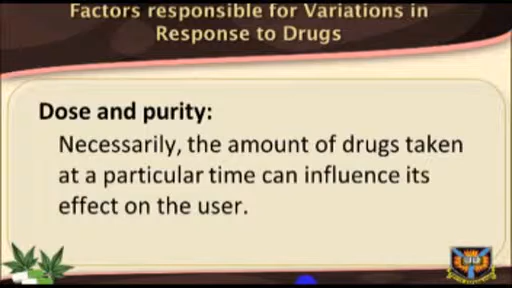 Factors responsible for Variations in
Response to Drugs
Dose and purity:
Necessarily, the amount of drugs taken
at a particular time can influence its
effect on the user.